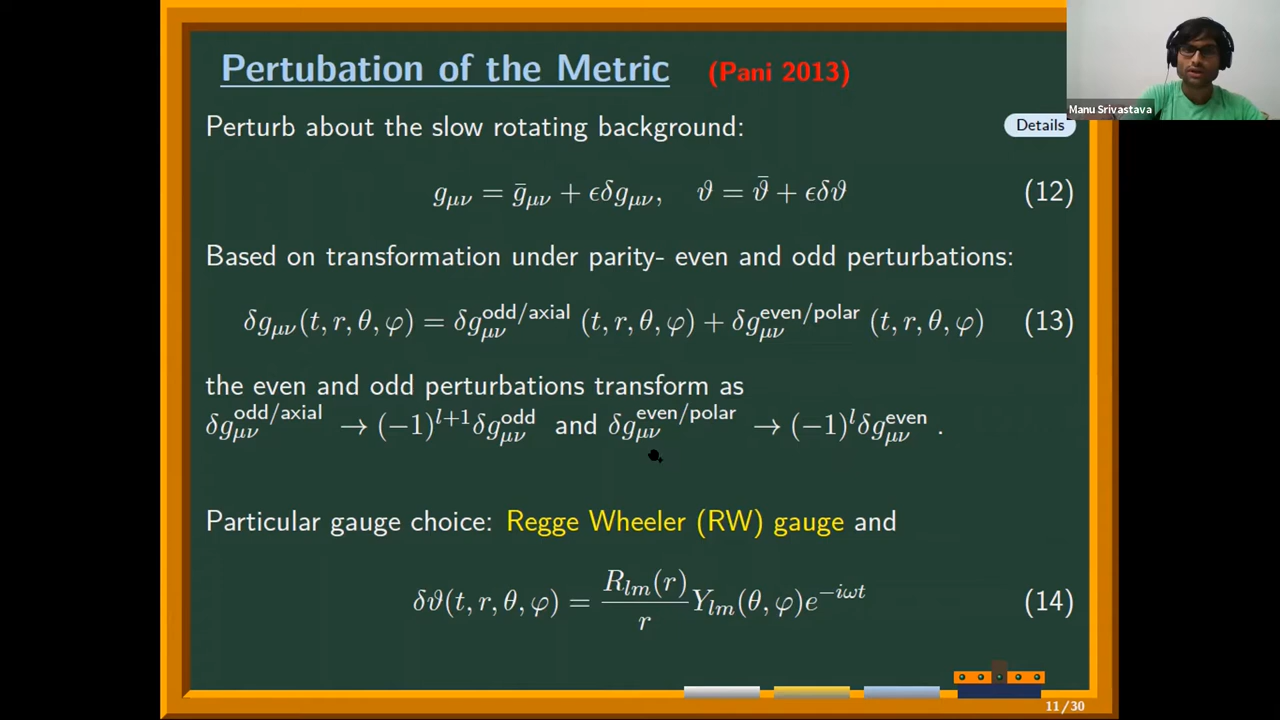 Pertubation of the Metric (Pani 2013)
Manu Srivastava
Perturb about the slow rotating background:
Details
g_{μν} = ḡ_{μν} + ϵδg_{μν}, ϑ = ϑ̄ + ϵδϑ (12)
Based on transformation under parity- even and odd perturbations:
δg_{μν}(t, r, θ, φ) = δg_{μν}^{odd/axial} (t, r, θ, φ) + δg_{μν}^{even/polar} (t, r, θ, φ) (13)
the even and odd perturbations transform as
δg_{μν}^{odd/axial} → (−1)^{l+1}δg_{μν}^{odd} and δg_{μν}^{even/polar} → (−1)^{l}δg_{μν}^{even} .
Particular gauge choice: Regge Wheeler (RW) gauge and
δϑ(t, r, θ, φ) = \frac{R_{lm}(r)}{r} Y_{lm}(θ, φ)e^{−iωt} (14)
11/30